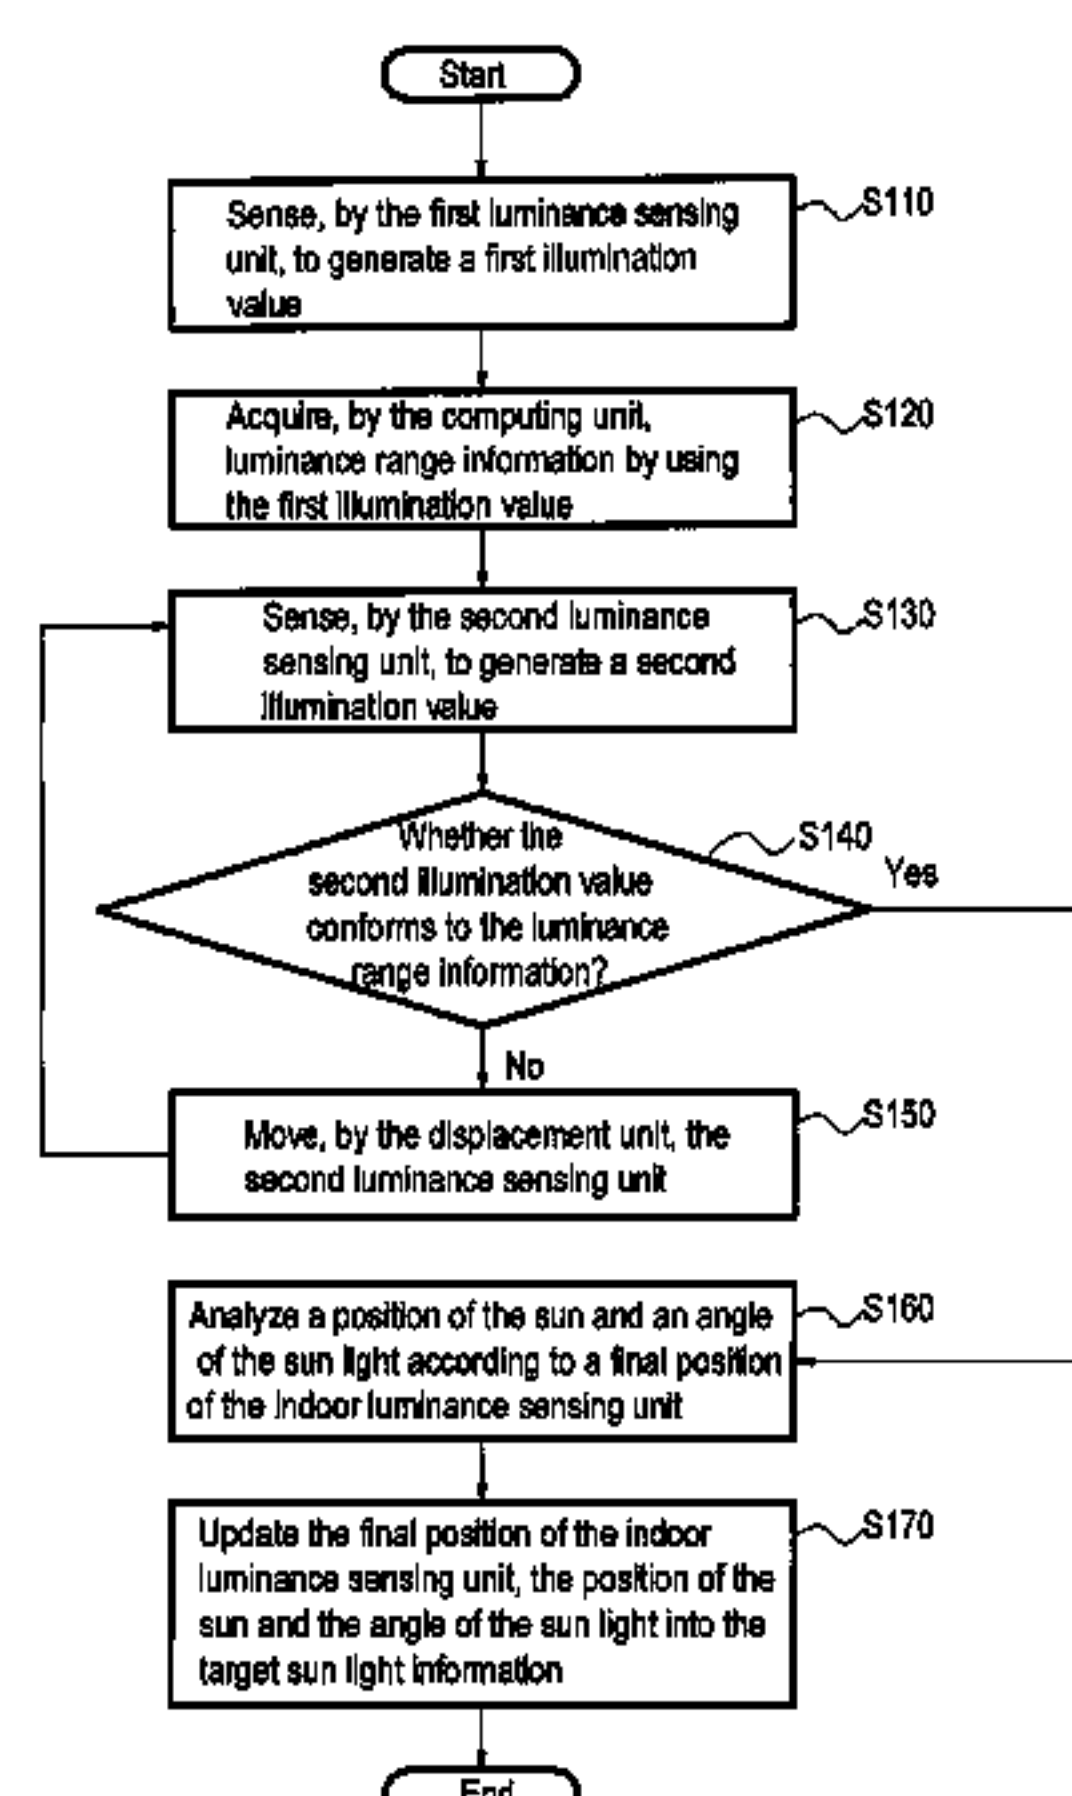 Start
Sense, by the first luminance sensing
unit, to generate a first illumination
value
S110
Acquire, by the computing unit,
luminance range information by using
the first illumination value
S120
Sense, by the second luminance
sensing unit, to generate a second
illumination value
S130
Whether the
second illumination value
conforms to the luminance
range information?
S140
Yes
No
Move, by the displacement unit, the
second luminance sensing unit
S150
Analyze a position of the sun and an angle
of the sun light according to a final position
of the indoor luminance sensing unit
S160
Update the final position of the indoor
luminance sensing unit, the position of the
sun and the angle of the sun light into the
target sun light information
S170
End